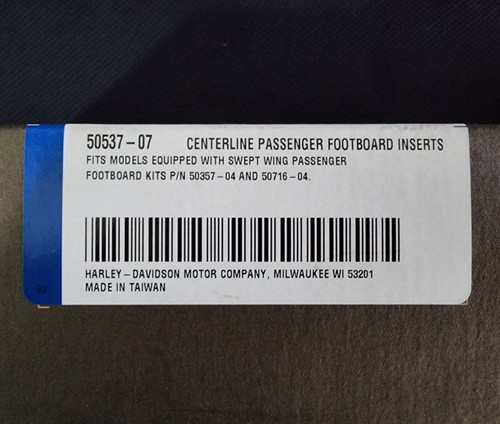 50537-07 CENTERLINE PASSENGER FOOTBOARD INSERTS
FITS MODELS EQUIPPED WITH SWEPT WING PASSENGER
FOOTBOARD KITS P/N 50357-04 AND 50716-04.
HARLEY-DAVIDSON MOTOR COMPANY, MILWAUKEE WI 53201
MADE IN TAIWAN